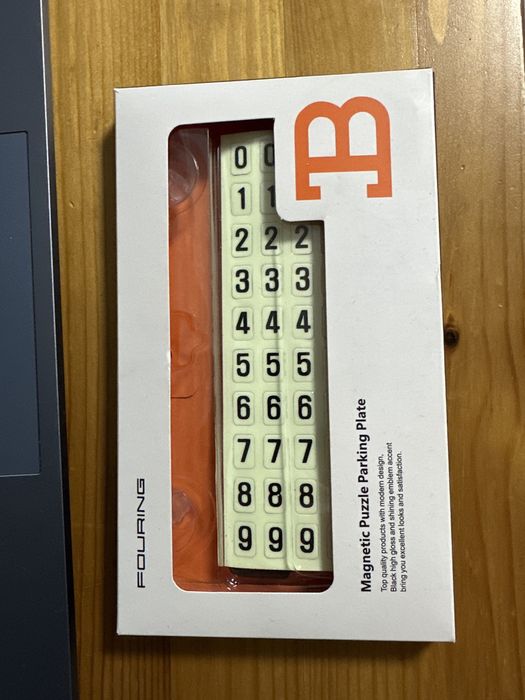 B
0 0
1 1
2 2 2
3 3 3
4 4 4
5 5 5
6 6 6
7 7 7
8 8 8
9 9 9
FOURING
Magnetic Puzzle Parking Plate
Top quality products with modern design,
Black high gloss and shining emblem accent
bring you excellent looks and satisfaction.